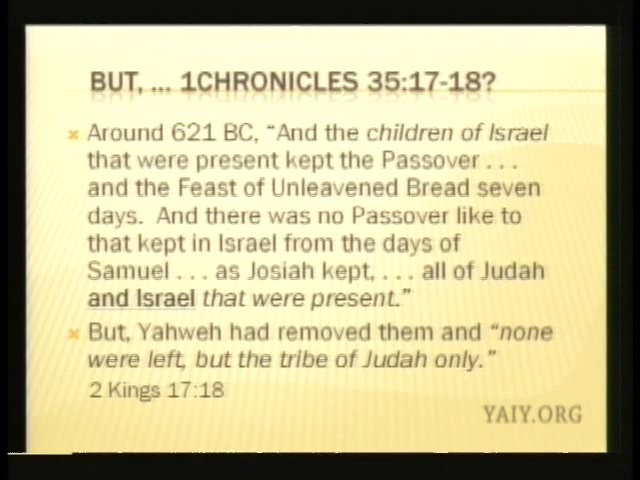 BUT, ... 1CHRONICLES 35:17-18?
× Around 621 BC, “And the children of Israel
that were present kept the Passover . . .
and the Feast of Unleavened Bread seven
days. And there was no Passover like to
that kept in Israel from the days of
Samuel . . . as Josiah kept, . . . all of Judah
and Israel that were present.”
× But, Yahweh had removed them and “none
were left, but the tribe of Judah only.”
2 Kings 17:18
YAIY.ORG